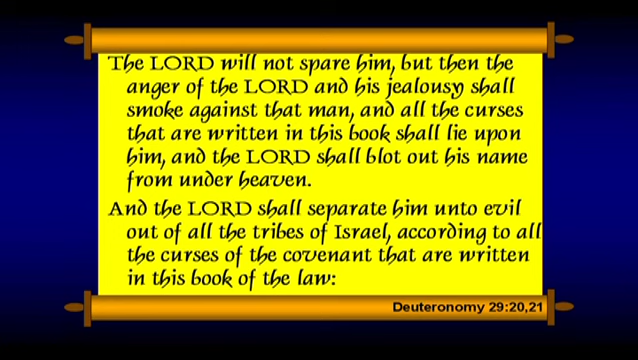 The LORD will not spare him, but then the
anger of the LORD and his jealousy shall
smoke against that man, and all the curses
that are written in this book shall lie upon
him, and the LORD shall blot out his name
from under heaven.
And the LORD shall separate him unto evil
out of all the tribes of Israel, according to all
the curses of the covenant that are written
in this book of the law:
Deuteronomy 29:20,21